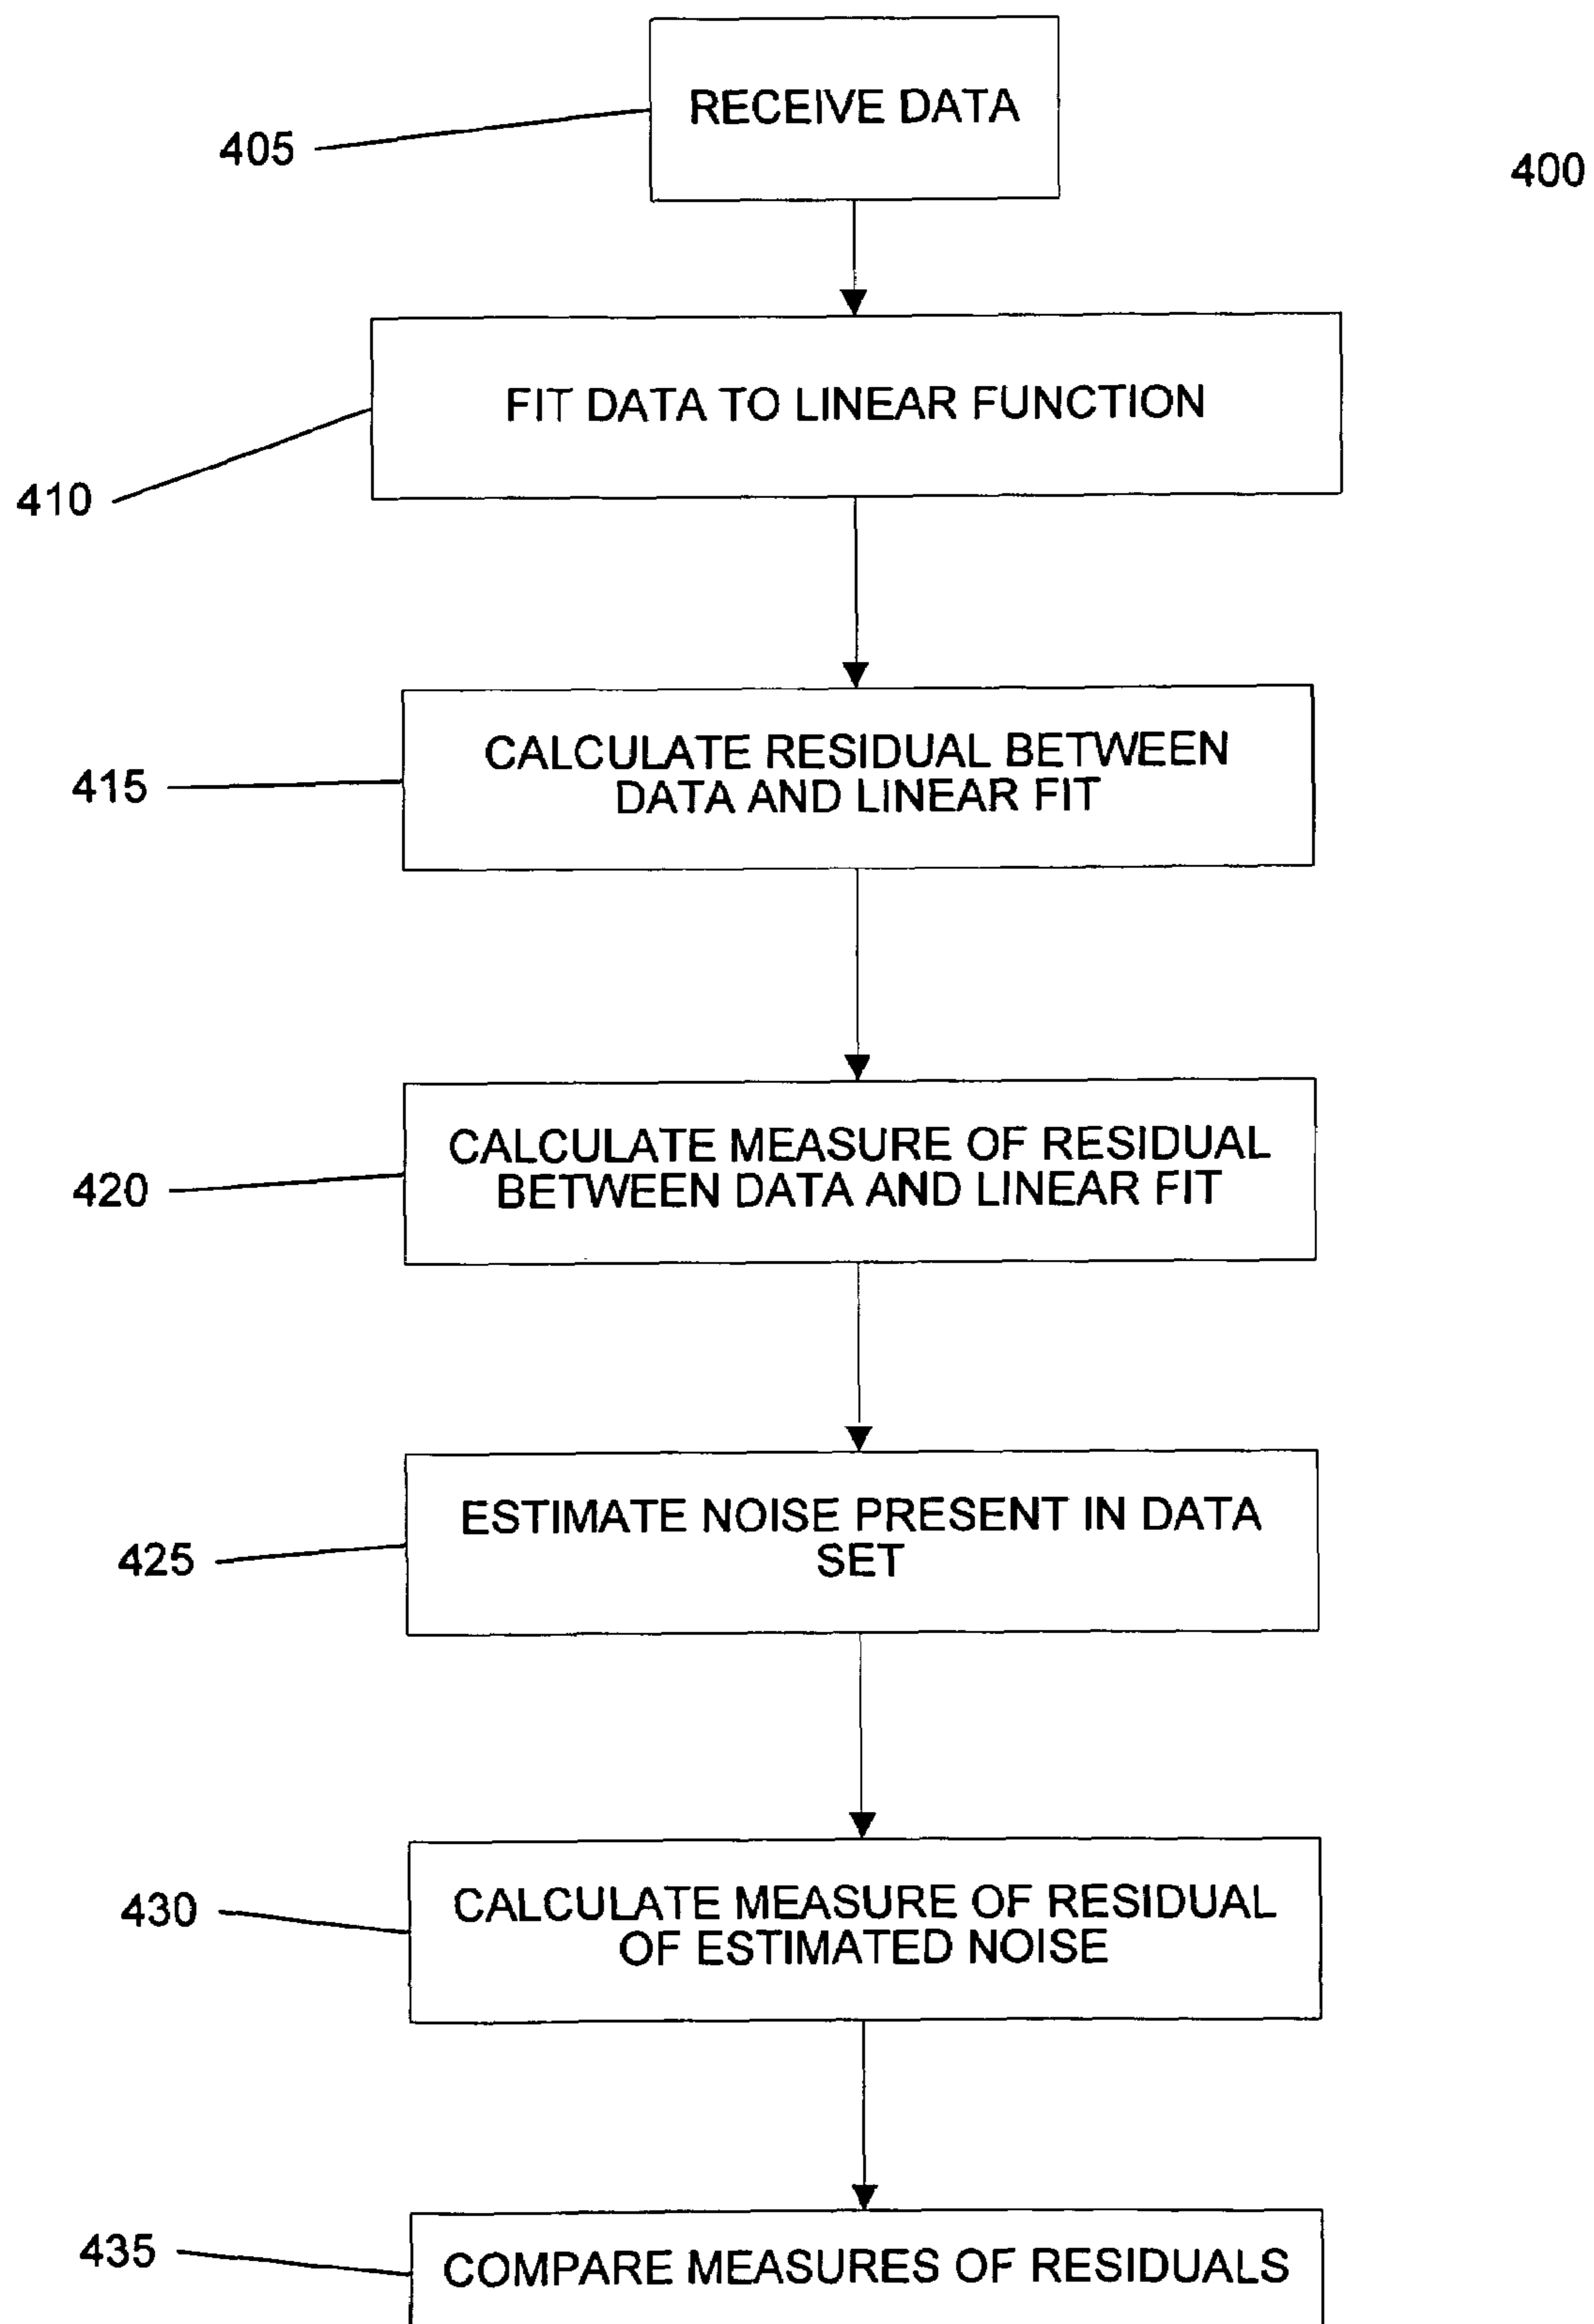 RECEIVE DATA
405
400
FIT DATA TO LINEAR FUNCTION
410
CALCULATE RESIDUAL BETWEEN
DATA AND LINEAR FIT
415
CALCULATE MEASURE OF RESIDUAL
BETWEEN DATA AND LINEAR FIT
420
ESTIMATE NOISE PRESENT IN DATA
SET
425
CALCULATE MEASURE OF RESIDUAL
OF ESTIMATED NOISE
430
COMPARE MEASURES OF RESIDUALS
435